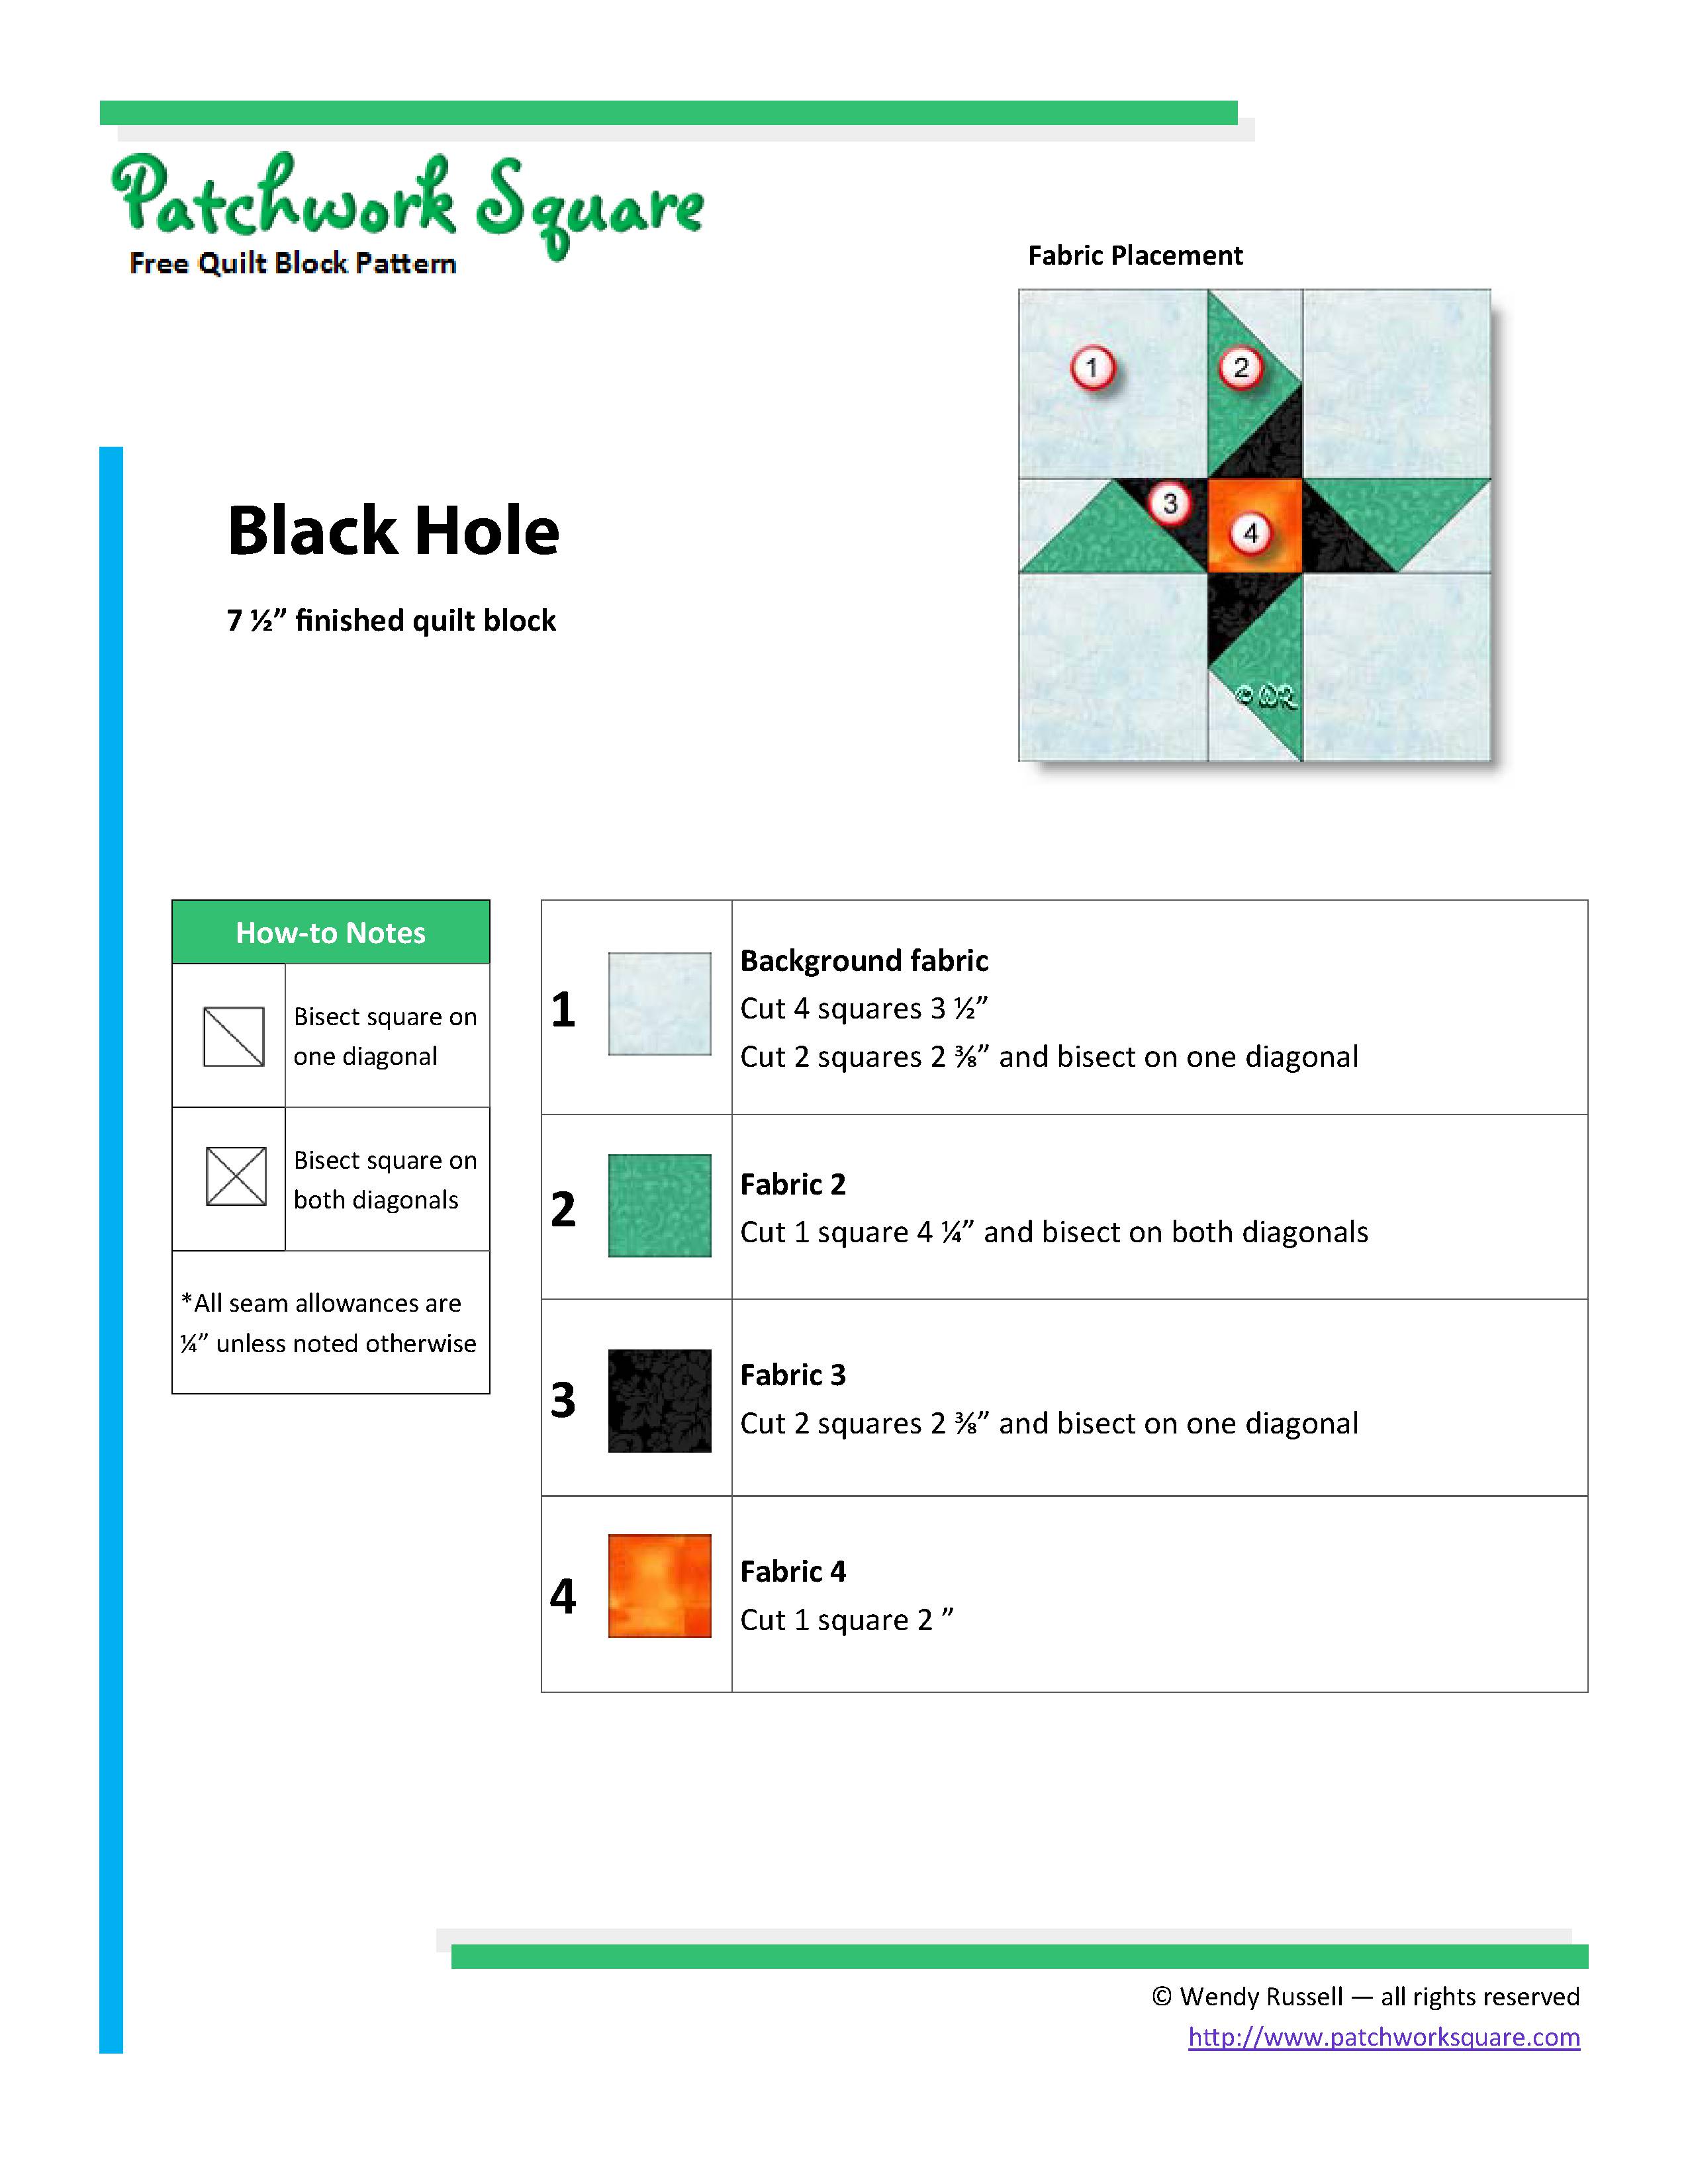 Patchwork Square
Free Quilt Block Pattern
Fabric Placement
1
2
3
4
© WR
Black Hole
7 ½” finished quilt block
How-to Notes
Bisect square on
one diagonal
Bisect square on
both diagonals
*All seam allowances are
¼” unless noted otherwise
1
Background fabric
Cut 4 squares 3 ½”
Cut 2 squares 2 ⅜” and bisect on one diagonal
2
Fabric 2
Cut 1 square 4 ¼” and bisect on both diagonals
3
Fabric 3
Cut 2 squares 2 ⅜” and bisect on one diagonal
4
Fabric 4
Cut 1 square 2 ”
© Wendy Russell — all rights reserved
http://www.patchworksquare.com